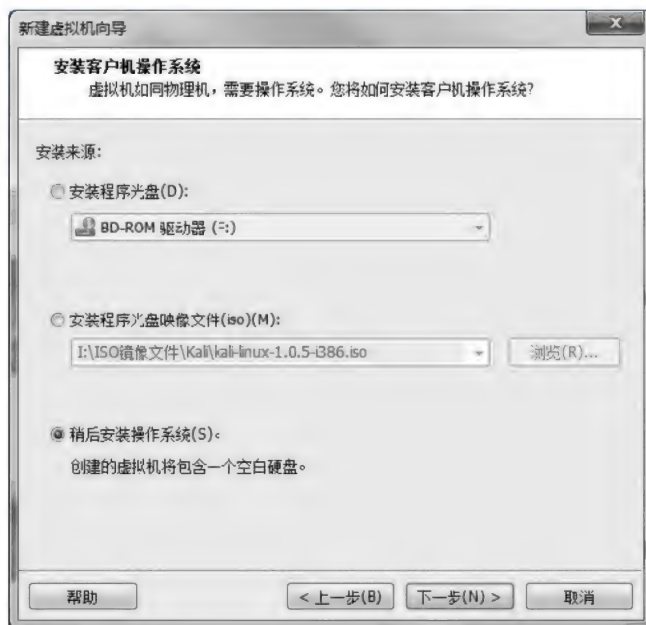 新建虚拟机向导
安装客户机操作系统
虚拟机如同物理机，需要操作系统。您将如何安装客户机操作系统?
安装来源:
安装程序光盘(D):
BD-ROM 驱动器 (F:)
安装程序光盘映像文件(iso)(M):
I:\ISO镜像文件\Kali\kali-linux-1.0.5-i386.iso
浏览(R)...
稍后安装操作系统(S)。
创建的虚拟机将包含一个空白硬盘。
帮助
< 上一步(B)
下一步(N) >
取消